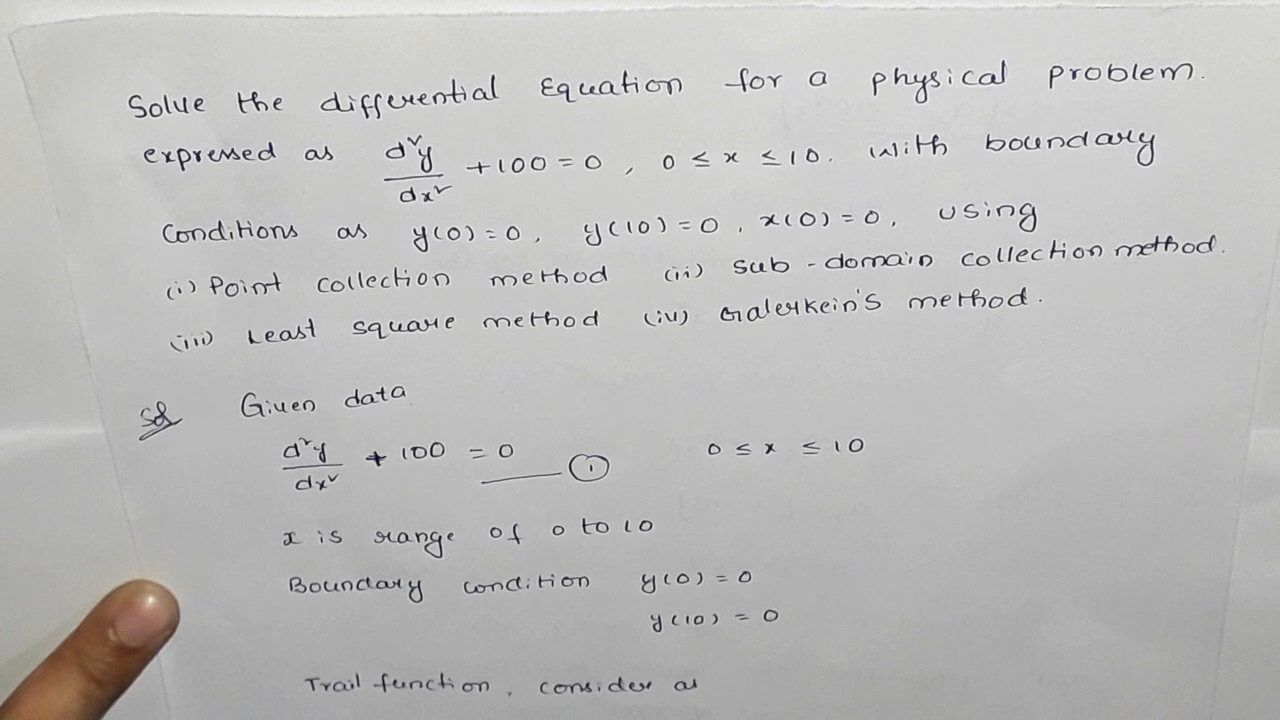 Solve the differential Equation for a physical problem.
expressed as d²y/dx² + 100 = 0 , 0 ≤ x ≤ 10. With boundary
Conditions as y(0) = 0, y(10) = 0, x(0) = 0, using
(i) Point collection method (ii) sub-domain collection method.
(iii) Least square method (iv) Galerkein's method.
Sol Given data
d²y/dx² + 100 = 0 ——— ① 0 ≤ x ≤ 10
x is range of 0 to 10
Boundary condition y(0) = 0
y(10) = 0
Trail function, consider as